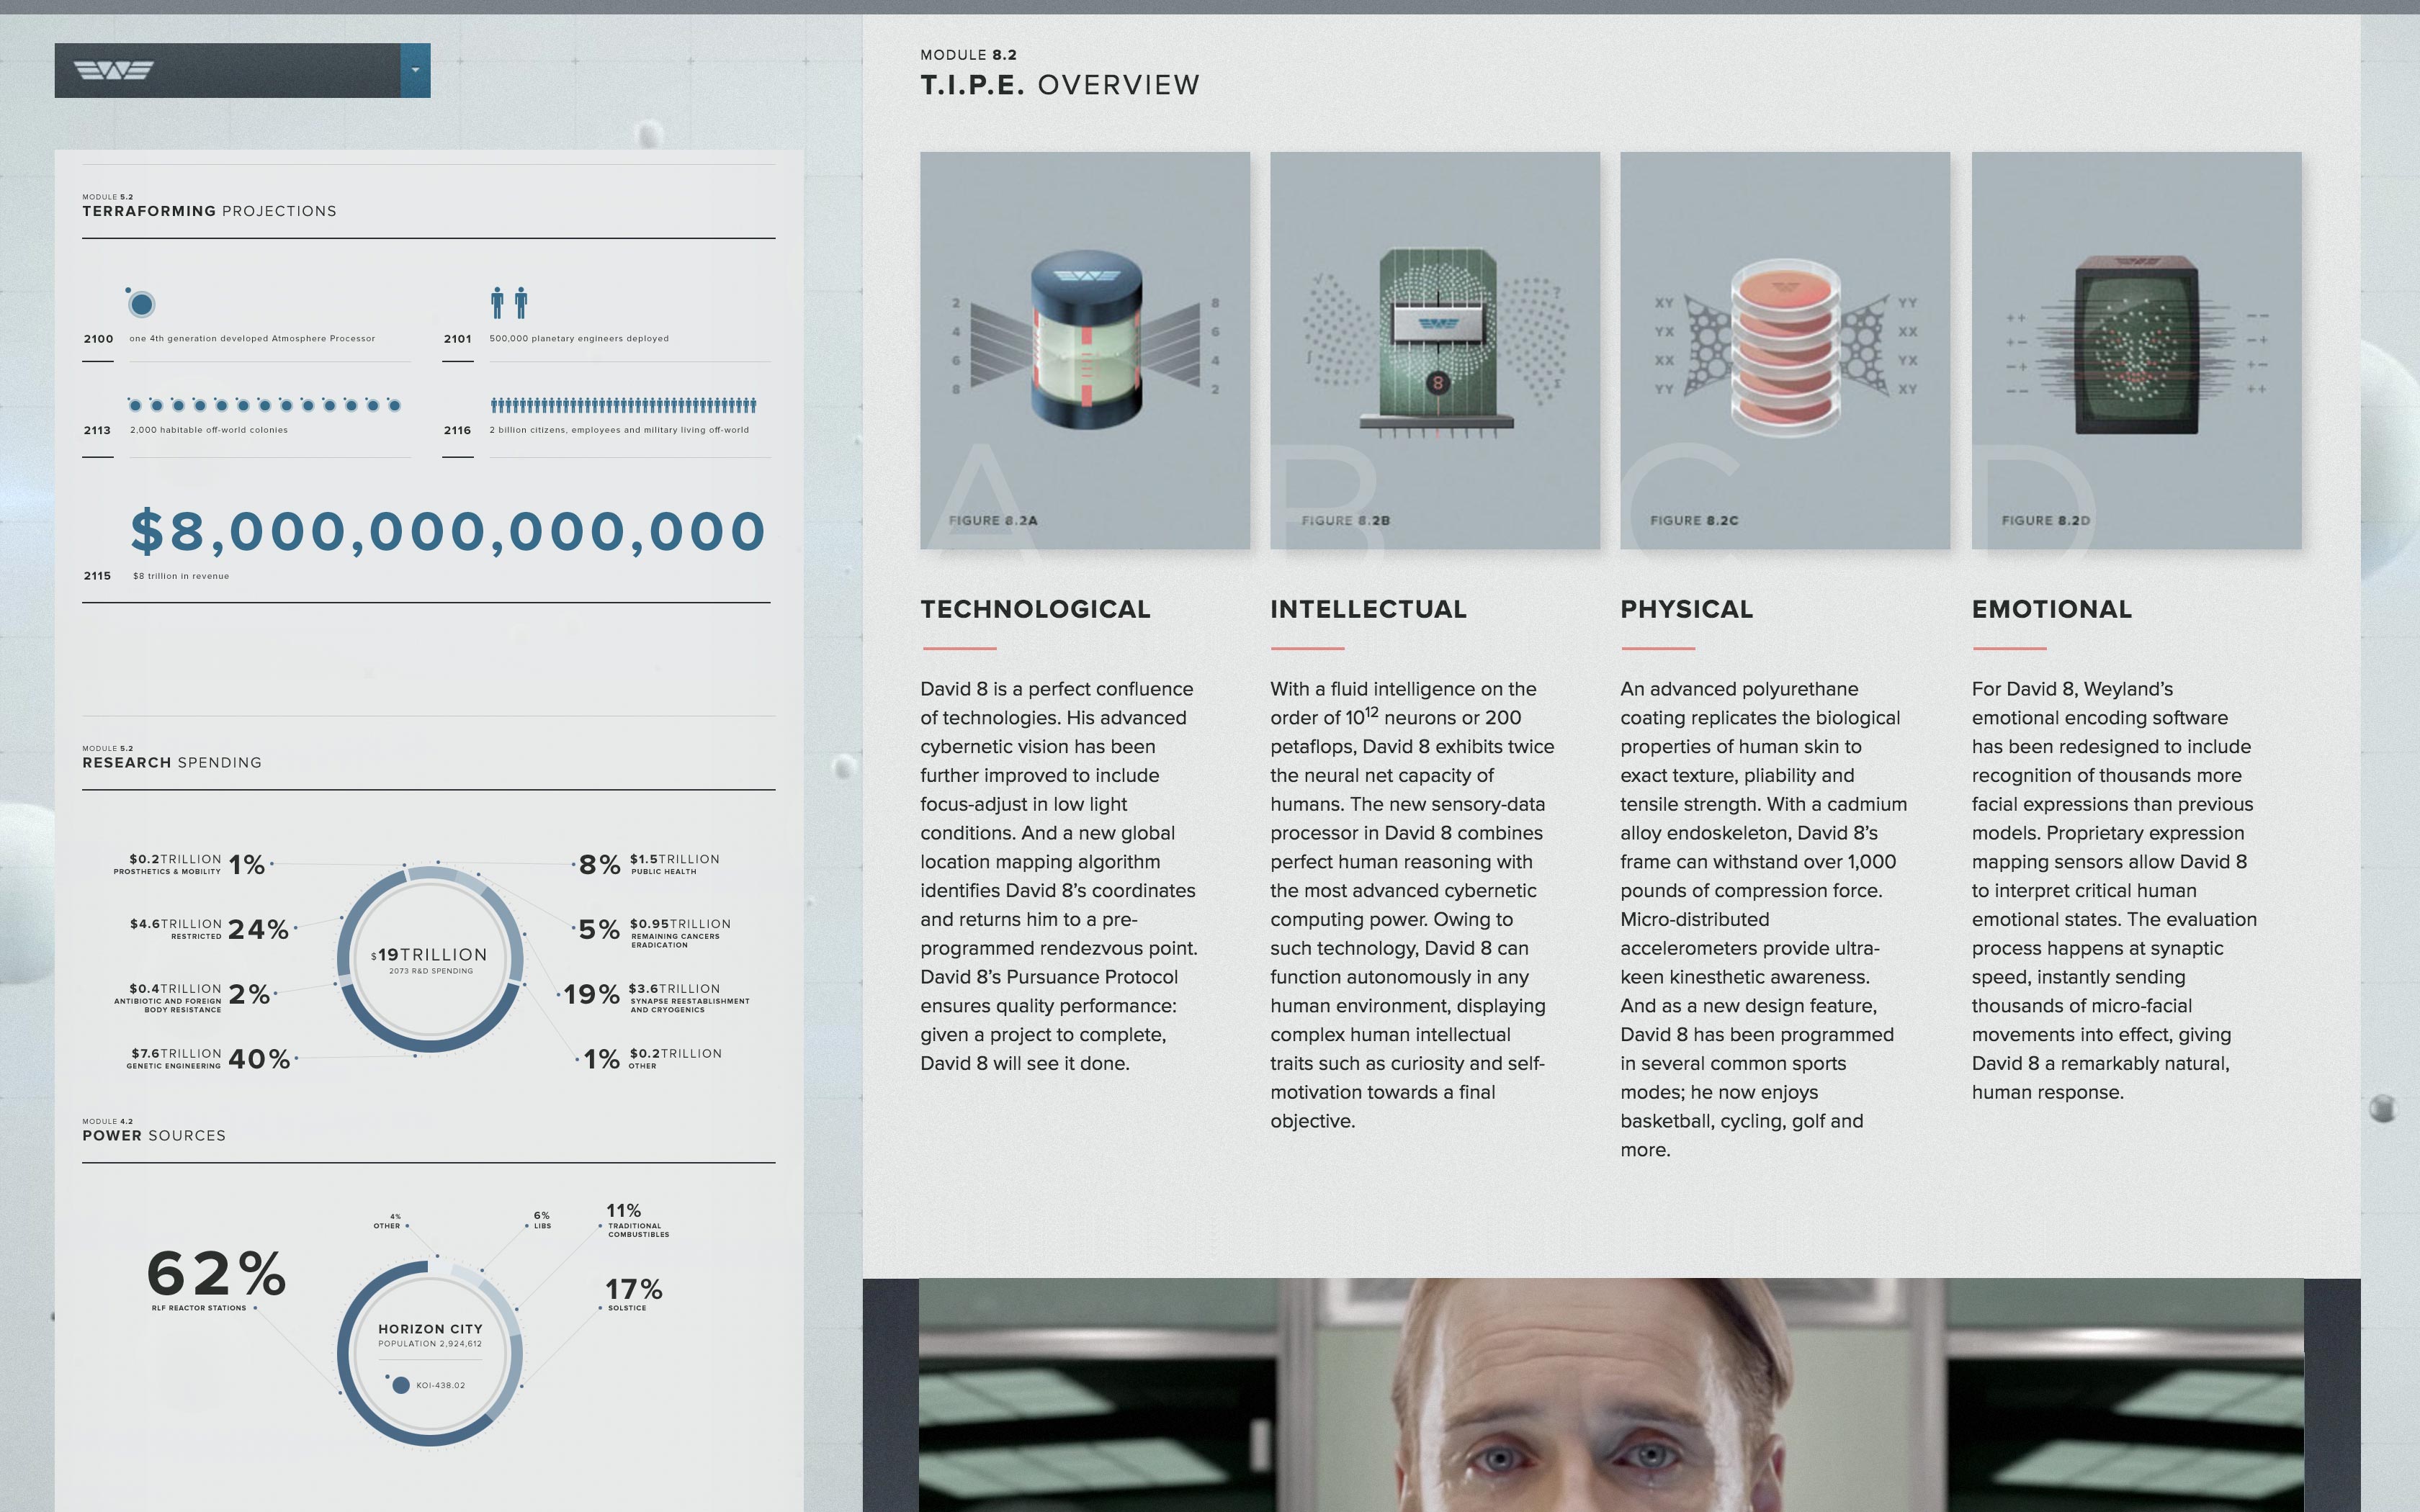 MODULE 5.2
TERRAFORMING PROJECTIONS
2100 one 4th generation developed Atmosphere Processor
2101 500,000 planetary engineers deployed
2113 2,000 habitable off-world colonies
2116 2 billion citizens, employees and military living off-world
$8,000,000,000,000
2115 $8 trillion in revenue
MODULE 5.2
RESEARCH SPENDING
$0.2TRILLION 1%
PROSTHETICS & MOBILITY
$4.6TRILLION 24%
RESTRICTED
$0.4TRILLION 2%
ANTIBIOTIC AND FOREIGN
BODY RESISTANCE
$7.6TRILLION 40%
GENETIC ENGINEERING
$19TRILLION
2073 R&D SPENDING
8% $1.5TRILLION
PUBLIC HEALTH
5% $0.95TRILLION
REMAINING CANCERS
ERADICATION
19% $3.6TRILLION
SYNAPSE REESTABLISHMENT
AND CRYOGENICS
1% $0.2TRILLION
OTHER
MODULE 4.2
POWER SOURCES
62%
RLF REACTOR STATIONS
4%
OTHER
6%
LIBS
11%
TRADITIONAL
COMBUSTIBLES
17%
SOLSTICE
HORIZON CITY
POPULATION 2,924,612
KOI-438.02
MODULE 8.2
T.I.P.E. OVERVIEW
2 8
4 6
6 4
8 2
A
FIGURE 8.2A
√ ?
8
∫ Σ
B
FIGURE 8.2B
XY YY
YX XX
XX YX
YY XY
C
FIGURE 8.2C
++ --
+- -+
-+ +-
-- ++
D
FIGURE 8.2D
TECHNOLOGICAL
David 8 is a perfect confluence
of technologies. His advanced
cybernetic vision has been
further improved to include
focus-adjust in low light
conditions. And a new global
location mapping algorithm
identifies David 8’s coordinates
and returns him to a pre-
programmed rendezvous point.
David 8’s Pursuance Protocol
ensures quality performance:
given a project to complete,
David 8 will see it done.
INTELLECTUAL
With a fluid intelligence on the
order of 10¹² neurons or 200
petaflops, David 8 exhibits twice
the neural net capacity of
humans. The new sensory-data
processor in David 8 combines
perfect human reasoning with
the most advanced cybernetic
computing power. Owing to
such technology, David 8 can
function autonomously in any
human environment, displaying
complex human intellectual
traits such as curiosity and self-
motivation towards a final
objective.
PHYSICAL
An advanced polyurethane
coating replicates the biological
properties of human skin to
exact texture, pliability and
tensile strength. With a cadmium
alloy endoskeleton, David 8’s
frame can withstand over 1,000
pounds of compression force.
Micro-distributed
accelerometers provide ultra-
keen kinesthetic awareness.
And as a new design feature,
David 8 has been programmed
in several common sports
modes; he now enjoys
basketball, cycling, golf and
more.
EMOTIONAL
For David 8, Weyland’s
emotional encoding software
has been redesigned to include
recognition of thousands more
facial expressions than previous
models. Proprietary expression
mapping sensors allow David 8
to interpret critical human
emotional states. The evaluation
process happens at synaptic
speed, instantly sending
thousands of micro-facial
movements into effect, giving
David 8 a remarkably natural,
human response.